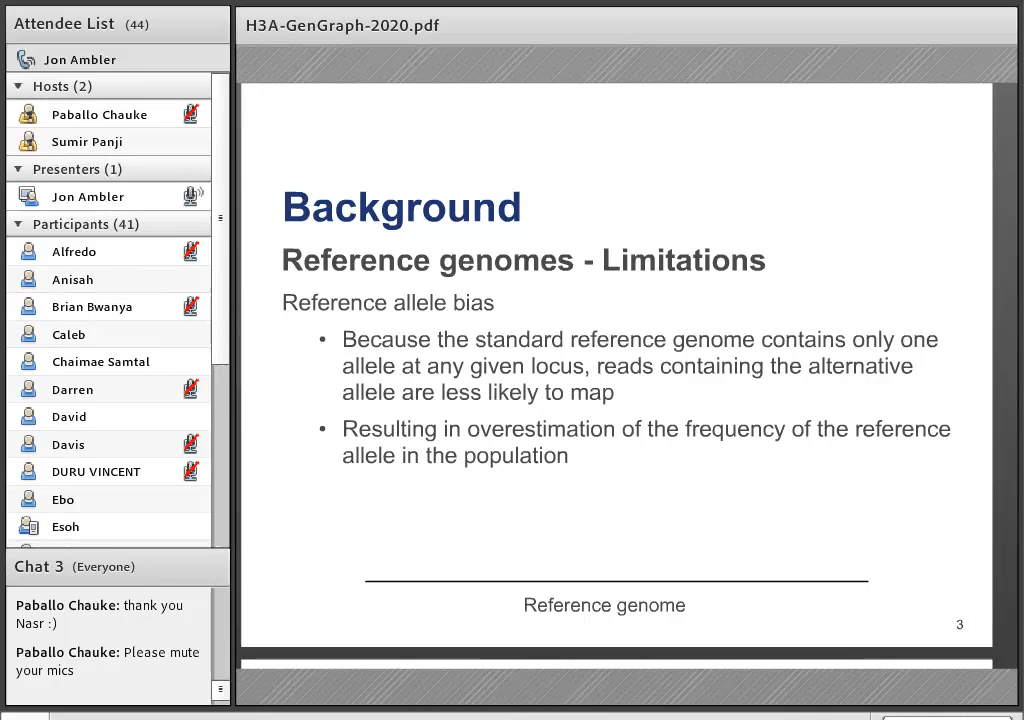 Attendee List (44)
Jon Ambler
Hosts (2)
Paballo Chauke
Sumir Panji
Presenters (1)
Jon Ambler
Participants (41)
Alfredo
Anisah
Brian Bwanya
Caleb
Chaimae Samtal
Darren
David
Davis
DURU VINCENT
Ebo
Esoh
Chat 3 (Everyone)
Paballo Chauke: thank you
Nasr :)
Paballo Chauke: Please mute
your mics
H3A-GenGraph-2020.pdf
Background
Reference genomes - Limitations
Reference allele bias
• Because the standard reference genome contains only one
allele at any given locus, reads containing the alternative
allele are less likely to map
• Resulting in overestimation of the frequency of the reference
allele in the population
Reference genome
3